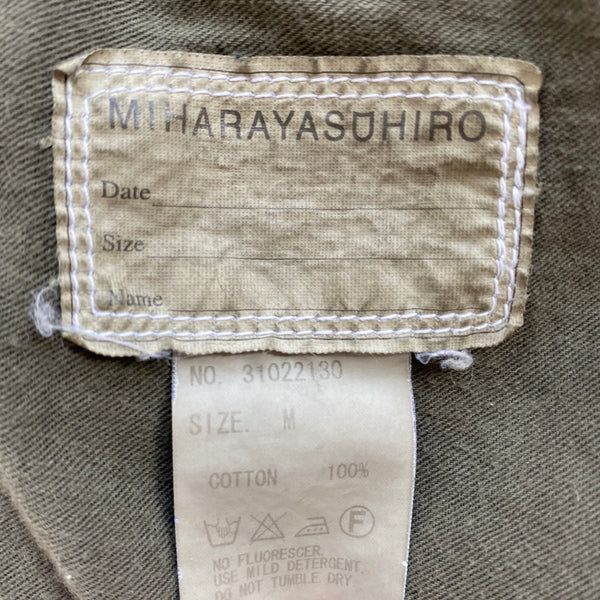 MIHARAYASUHIRO
Date
Size
Name
NO. 31022130
SIZE. M
COTTON 100%
F
NO FLUORESCER.
USE MILD DETERGENT.
DO NOT TUMBLE DRY